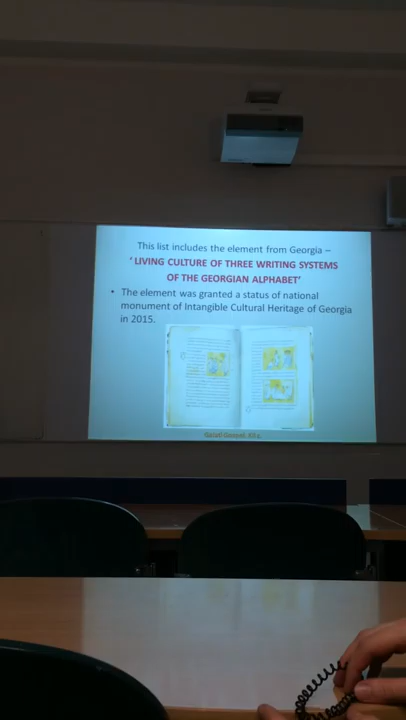 This list includes the element from Georgia –
‘ LIVING CULTURE OF THREE WRITING SYSTEMS
OF THE GEORGIAN ALPHABET’
• The element was granted a status of national
monument of Intangible Cultural Heritage of Georgia
in 2015.